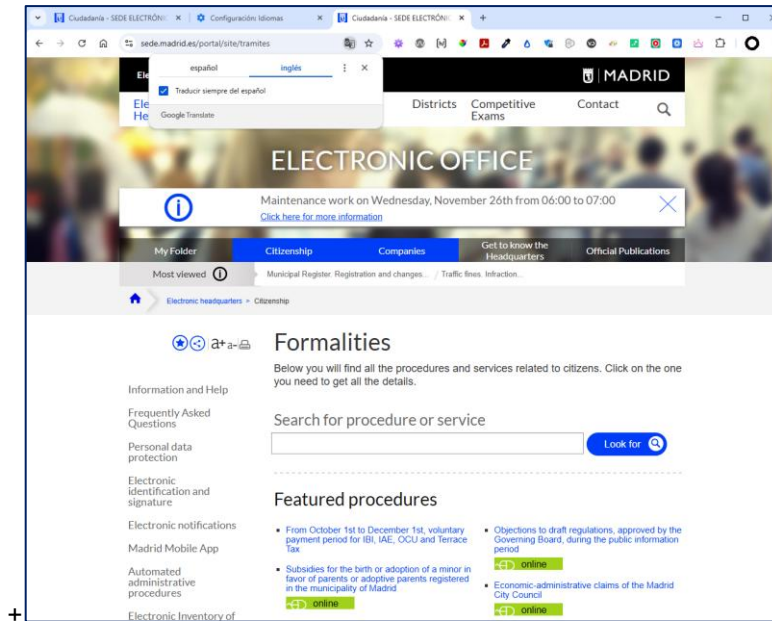 Ciudadanía - SEDE ELECTRÓNI
Configuración Idiomas
Ciudadanía - SEDE ELECTRÓNI
sede.madrid.es/portal/site/tramites
español
inglés
Traducir siempre del español
Google Translate
Ele
MADRID
Ele
He
Districts
Competitive
Exams
Contact
ELECTRONIC OFFICE
Maintenance work on Wednesday, November 26th from 06:00 to 07:00
Click here for more information
My Folder
Citizenship
Companies
Get to know the
Headquarters
Official Publications
Most viewed
Municipal Register. Registration and changes... / Traffic fines. Infraction...
Electronic headquarters
Citizenship
a+ a-
Formalities
Below you will find all the procedures and services related to citizens. Click on the one
you need to get all the details.
Information and Help
Frequently Asked
Questions
Personal data
protection
Electronic
identification and
signature
Electronic notifications
Madrid Mobile App
Automated
administrative
procedures
Electronic Inventory of
Search for procedure or service
Look for
Featured procedures
From October 1st to December 1st, voluntary
payment period for IBI, IAE, OCU and Terrace
Tax
Subsidies for the birth or adoption of a minor in
favor of parents or adoptive parents registered
in the municipality of Madrid
online
Objections to draft regulations, approved by the
Governing Board, during the public information
period
online
Economic-administrative claims of the Madrid
City Council
online
+